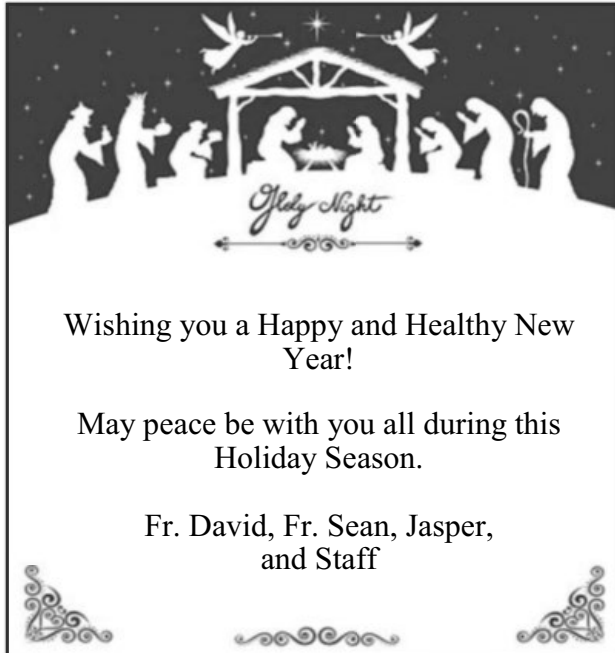 Holy Night
Wishing you a Happy and Healthy New
Year!
May peace be with you all during this
Holiday Season.
Fr. David, Fr. Sean, Jasper,
and Staff